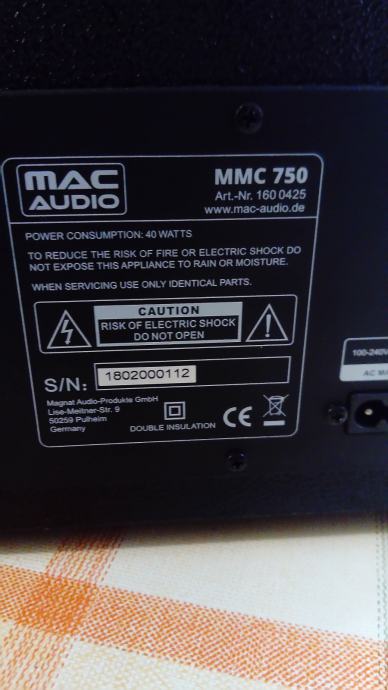 MAC
AUDIO
MMC 750
Art.-Nr. 160 0425
www.mac-audio.de
POWER CONSUMPTION: 40 WATTS
TO REDUCE THE RISK OF FIRE OR ELECTRIC SHOCK DO
NOT EXPOSE THIS APPLIANCE TO RAIN OR MOISTURE.
WHEN SERVICING USE ONLY IDENTICAL PARTS.
CAUTION
RISK OF ELECTRIC SHOCK
DO NOT OPEN
S/N: 1802000112
Magnat Audio-Produkte GmbH
Lise-Meitner-Str. 9
50259 Pulheim
Germany
DOUBLE INSULATION
CE
100-240V
AC